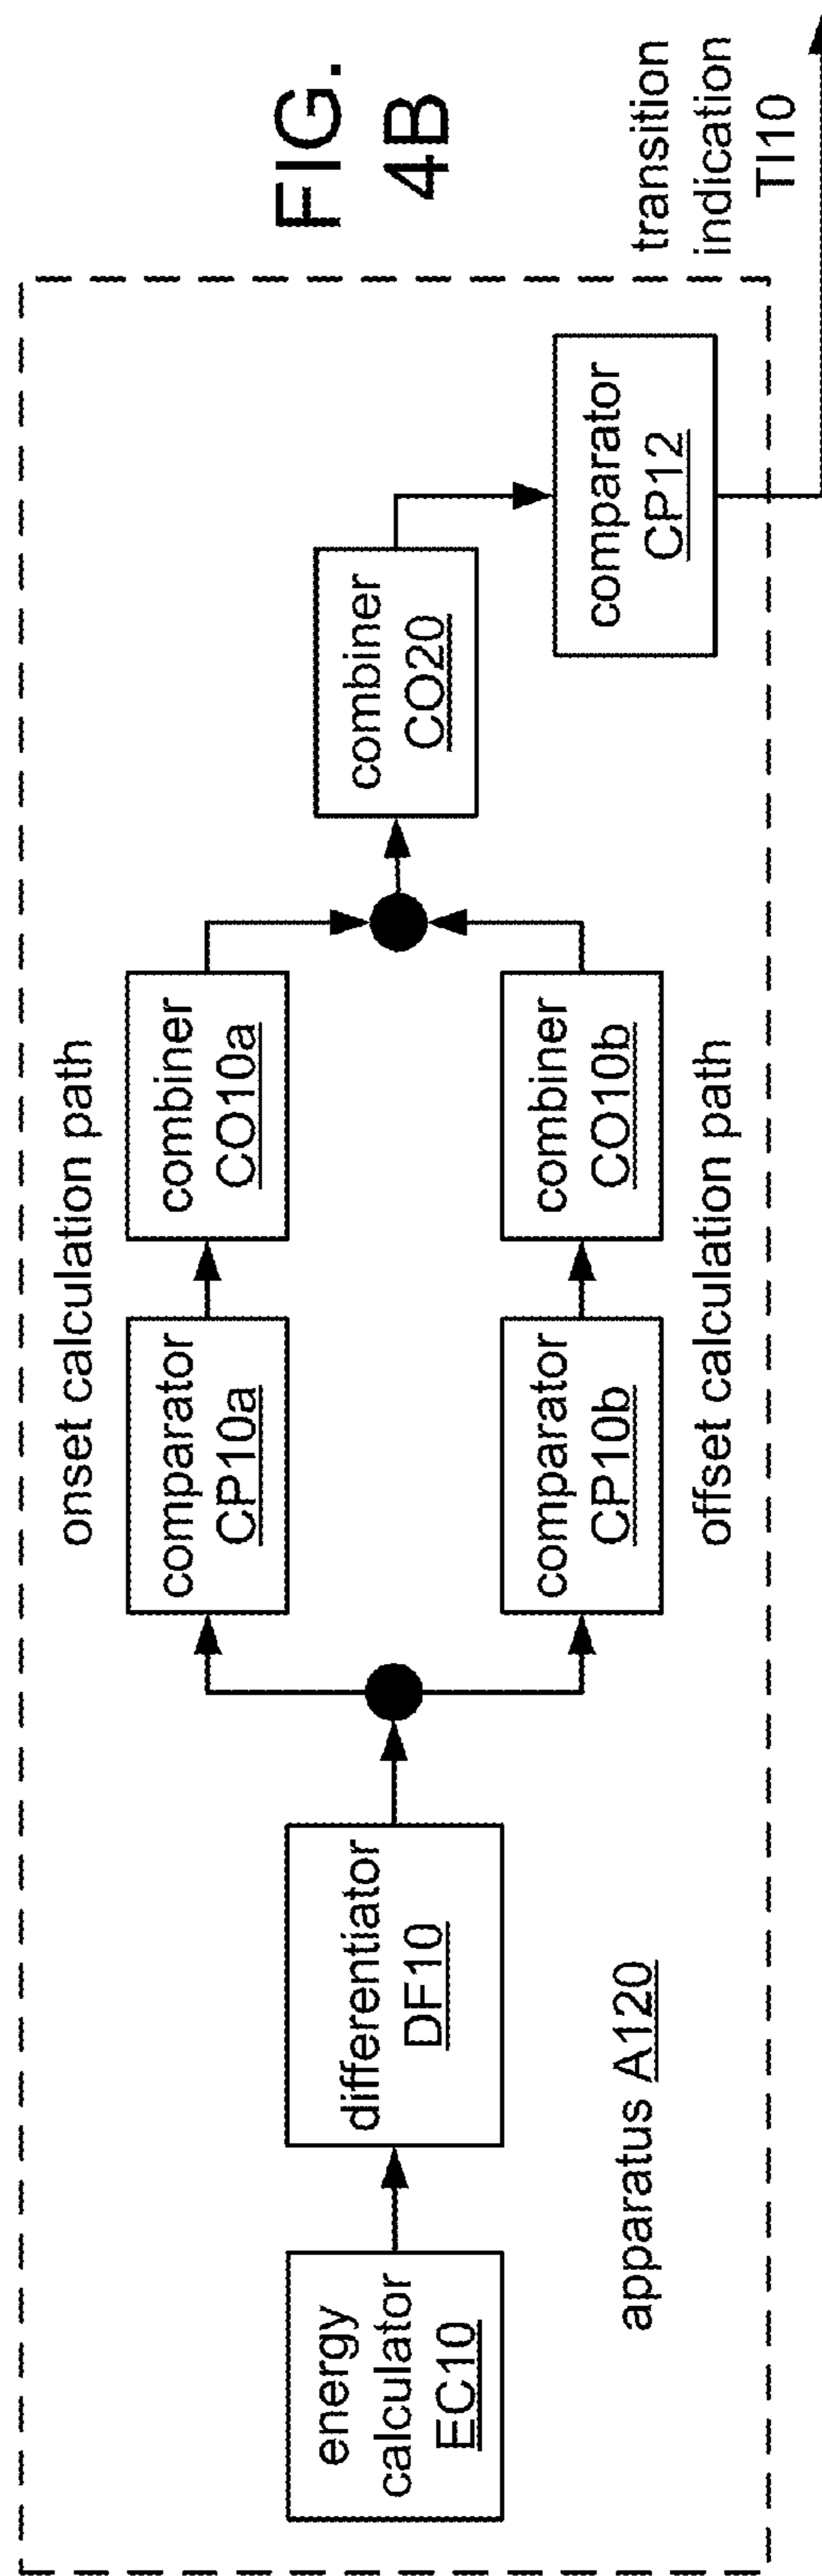 onset calculation path
energy
calculator
EC10
differentiator
DF10
comparator
CP10a
combiner
CO10a
comparator
CP10b
combiner
CO10b
combiner
CO20
comparator
CP12
offset calculation path
apparatus A120
transition
indication
TI10
FIG.
4B